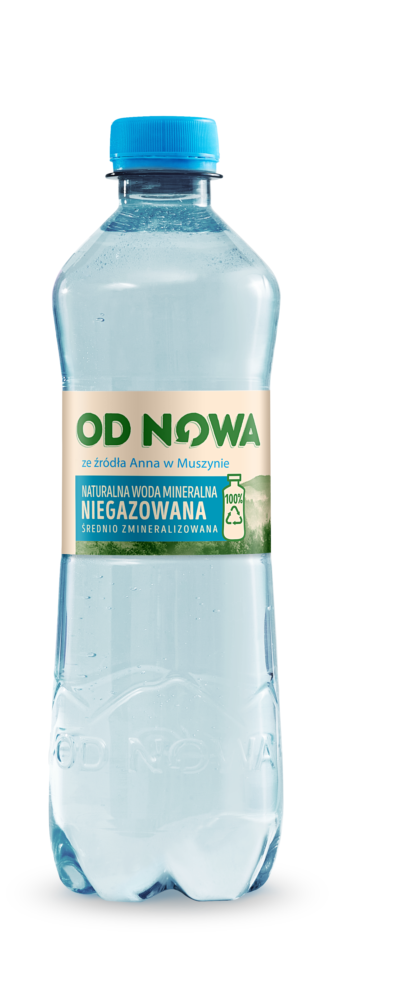 OD NOWA
ze źródła Anna w Muszynie
NATURALNA WODA MINERALNA
NIEGAZOWANA
ŚREDNIO ZMINERALIZOWANA
100%
OD NOWA